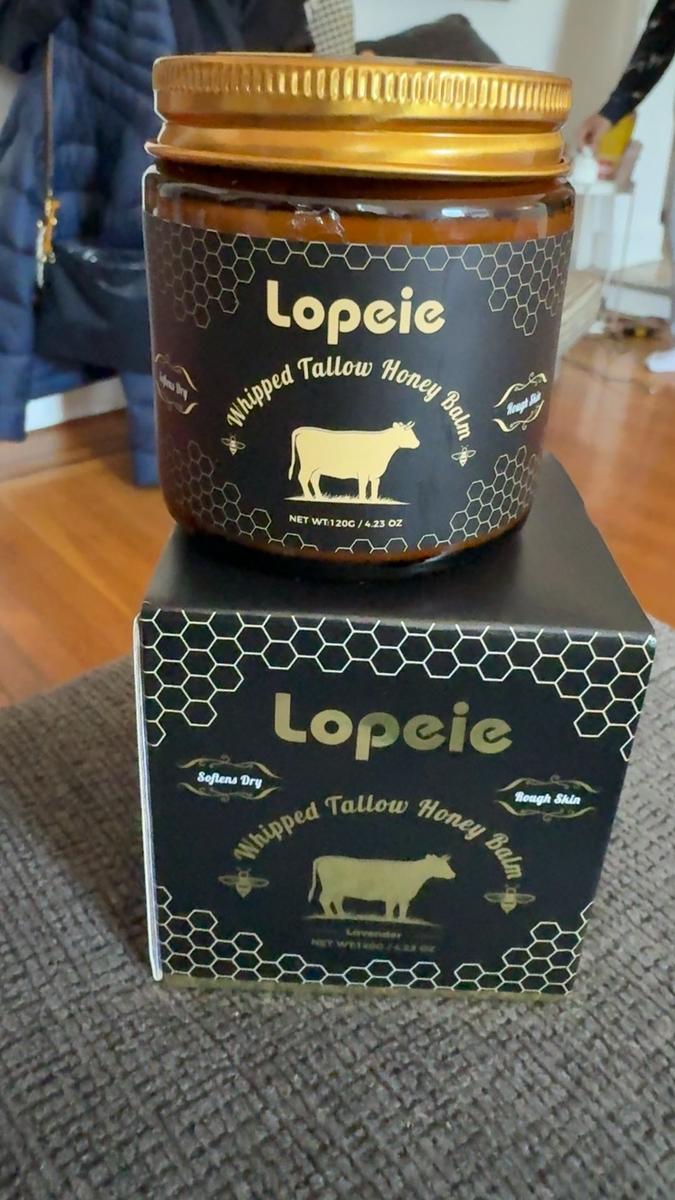 Lopeie
Whipped Tallow Honey Balm
Softens Dry
Rough Skin
NET WT:120G / 4.23 OZ
Lopeie
Softens Dry
Rough Skin
Whipped Tallow Honey Balm
Lavender
NET WT:120G / 4.23 OZ